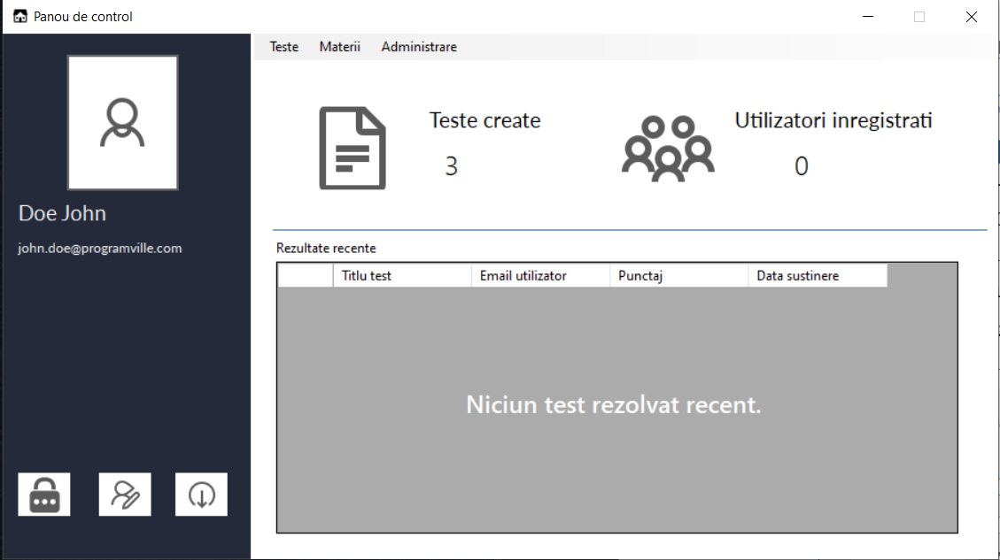 Panou de control
Teste Materii Administrare
Doe John
john.doe@programville.com
Teste create
3
Utilizatori inregistrati
0
Rezultate recente
Titlu test Email utilizator Punctaj Data sustinere
Niciun test rezolvat recent.